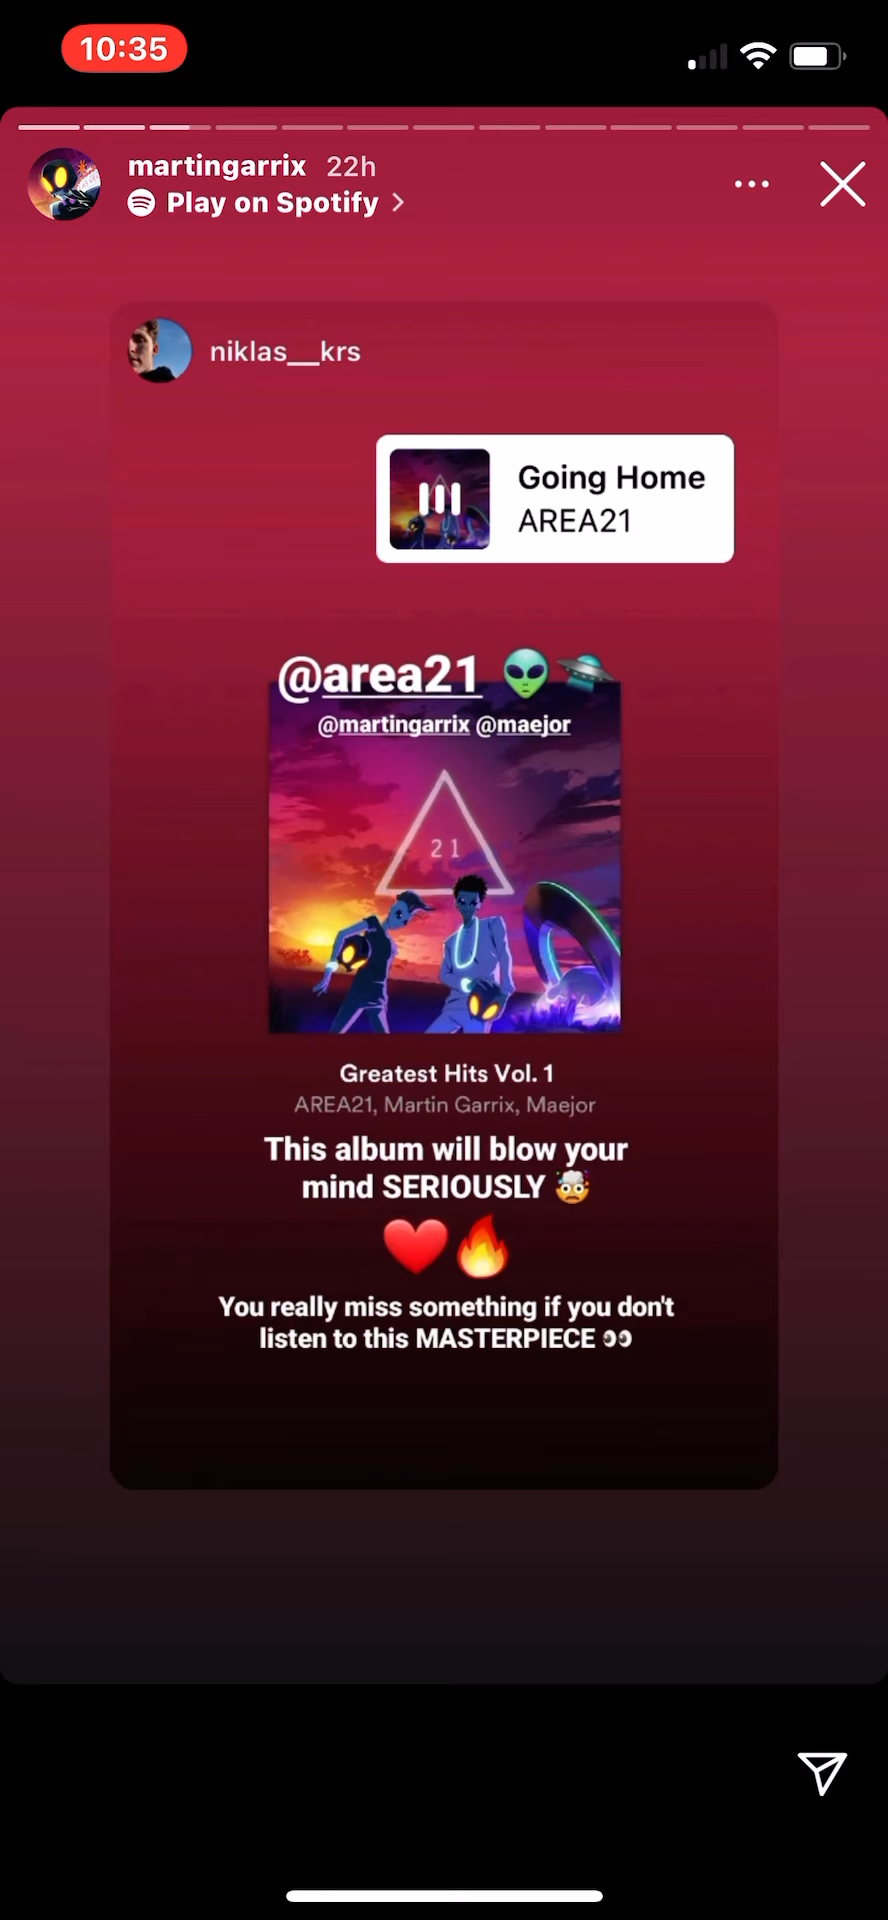 10:35
martingarrix 22h
Play on Spotify
niklas__krs
Going Home
AREA21
@area21 👽🛸
@martingarrix @maejor
21
Greatest Hits Vol. 1
AREA21, Martin Garrix, Maejor
This album will blow your
mind SERIOUSLY 🤯
❤️🔥
You really miss something if you don't
listen to this MASTERPIECE 👀